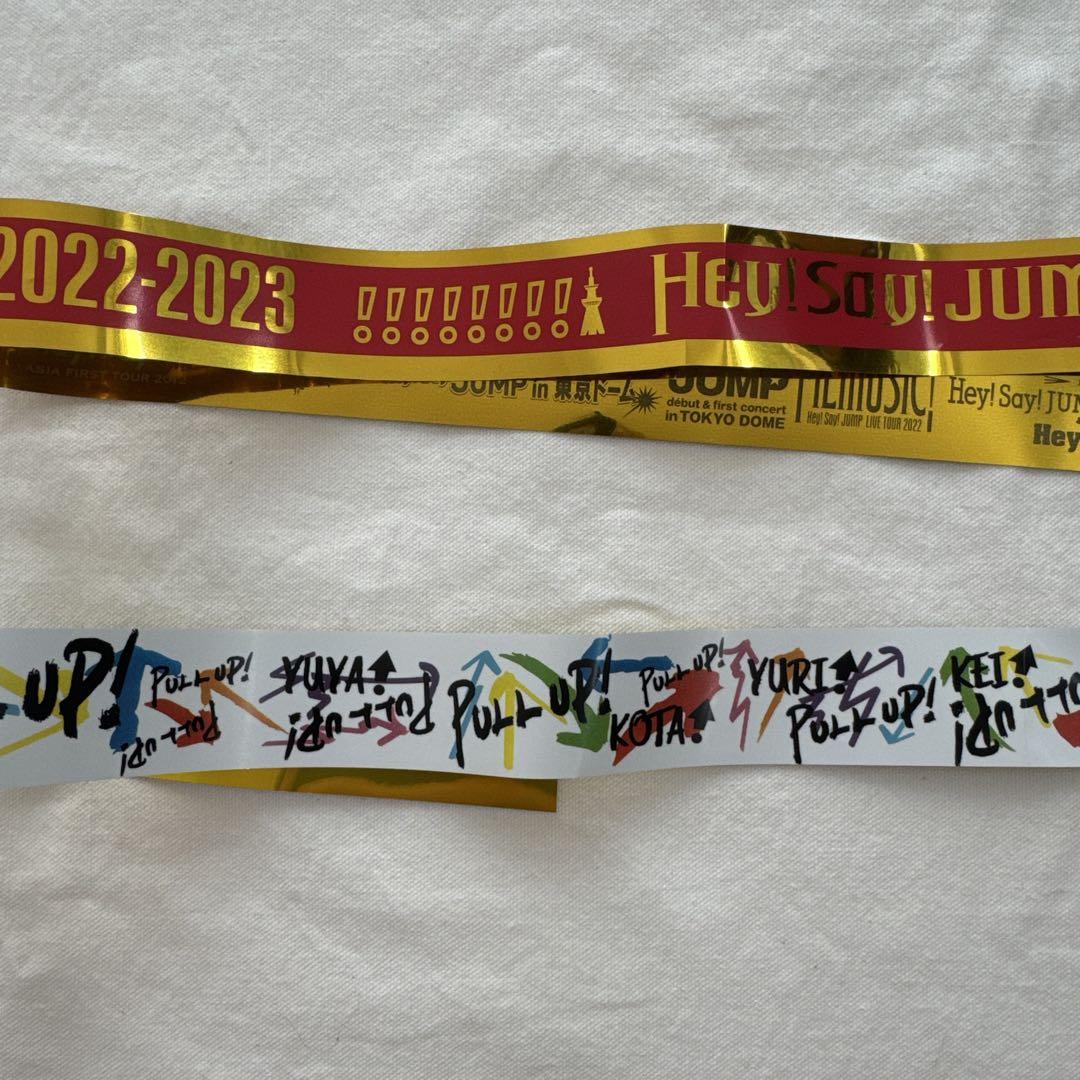 2022-2023 !!!!!!!! Hey! Say! JUM
ASIA FIRST TOUR 2012
JUMP in 東京ドーム
JUMP
début & first concert
in TOKYO DOME
Hey! Say! JUMP LIVE TOUR 2022
Hey! Say! JUM
Hey
UP! PULL UP! YUYA! PULL UP! PULL UP! YURI! KEI!
PULL UP! PULL UP! KOTA! PULL UP! PULL UP!